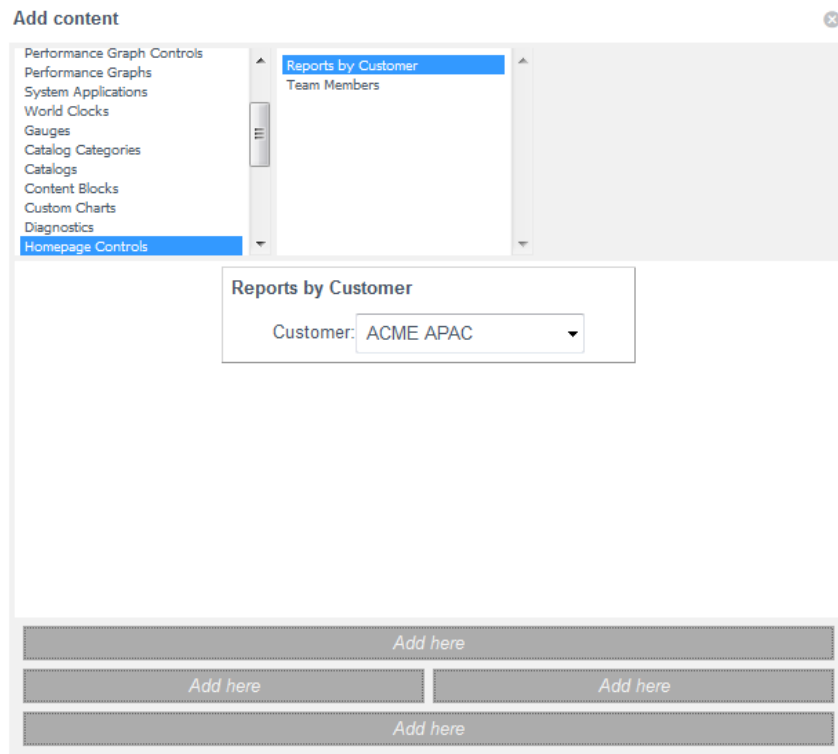 Add content
Performance Graph Controls
Performance Graphs
System Applications
World Clocks
Gauges
Catalog Categories
Catalogs
Content Blocks
Custom Charts
Diagnostics
Homepage Controls
Reports by Customer
Team Members
Reports by Customer
Customer: ACME APAC
Add here
Add here Add here
Add here